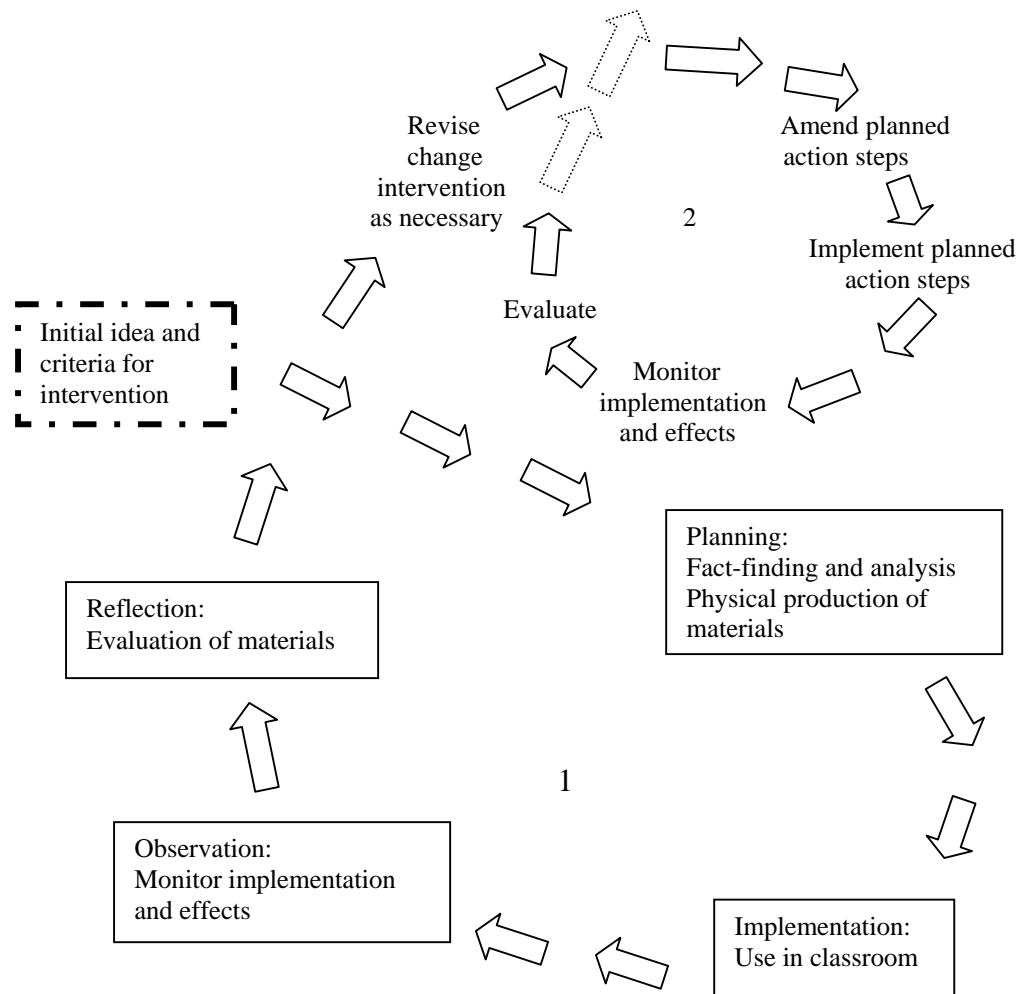 Revise
change
intervention
as necessary
Amend planned
action steps
2
Implement planned
action steps
Evaluate
Initial idea and
criteria for
intervention
Monitor
implementation
and effects
Planning:
Fact-finding and analysis
Physical production of
materials
Reflection:
Evaluation of materials
1
Observation:
Monitor implementation
and effects
Implementation:
Use in classroom